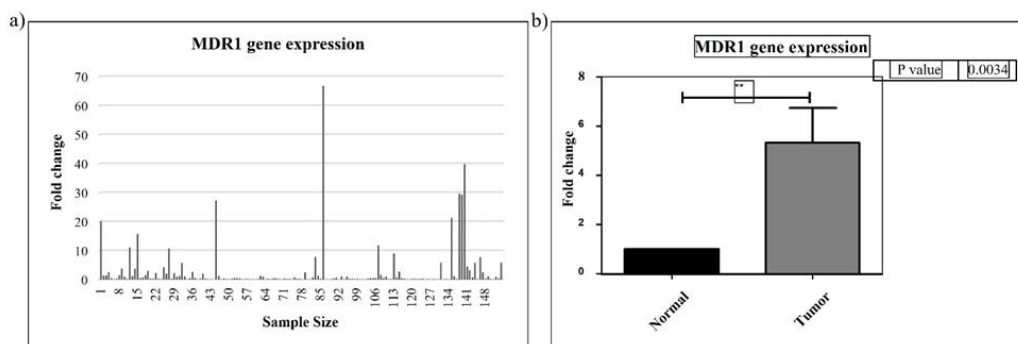 a)
MDR1 gene expression
Fold change
70
60
50
40
30
20
10
0
1 8 15 22 29 36 43 50 57 64 71 78 85 92 99 106 113 120 127 134 141 148
Sample Size
b)
MDR1 gene expression
P value 0.0034
**
Fold change
8
6
4
2
0
Normal Tumor